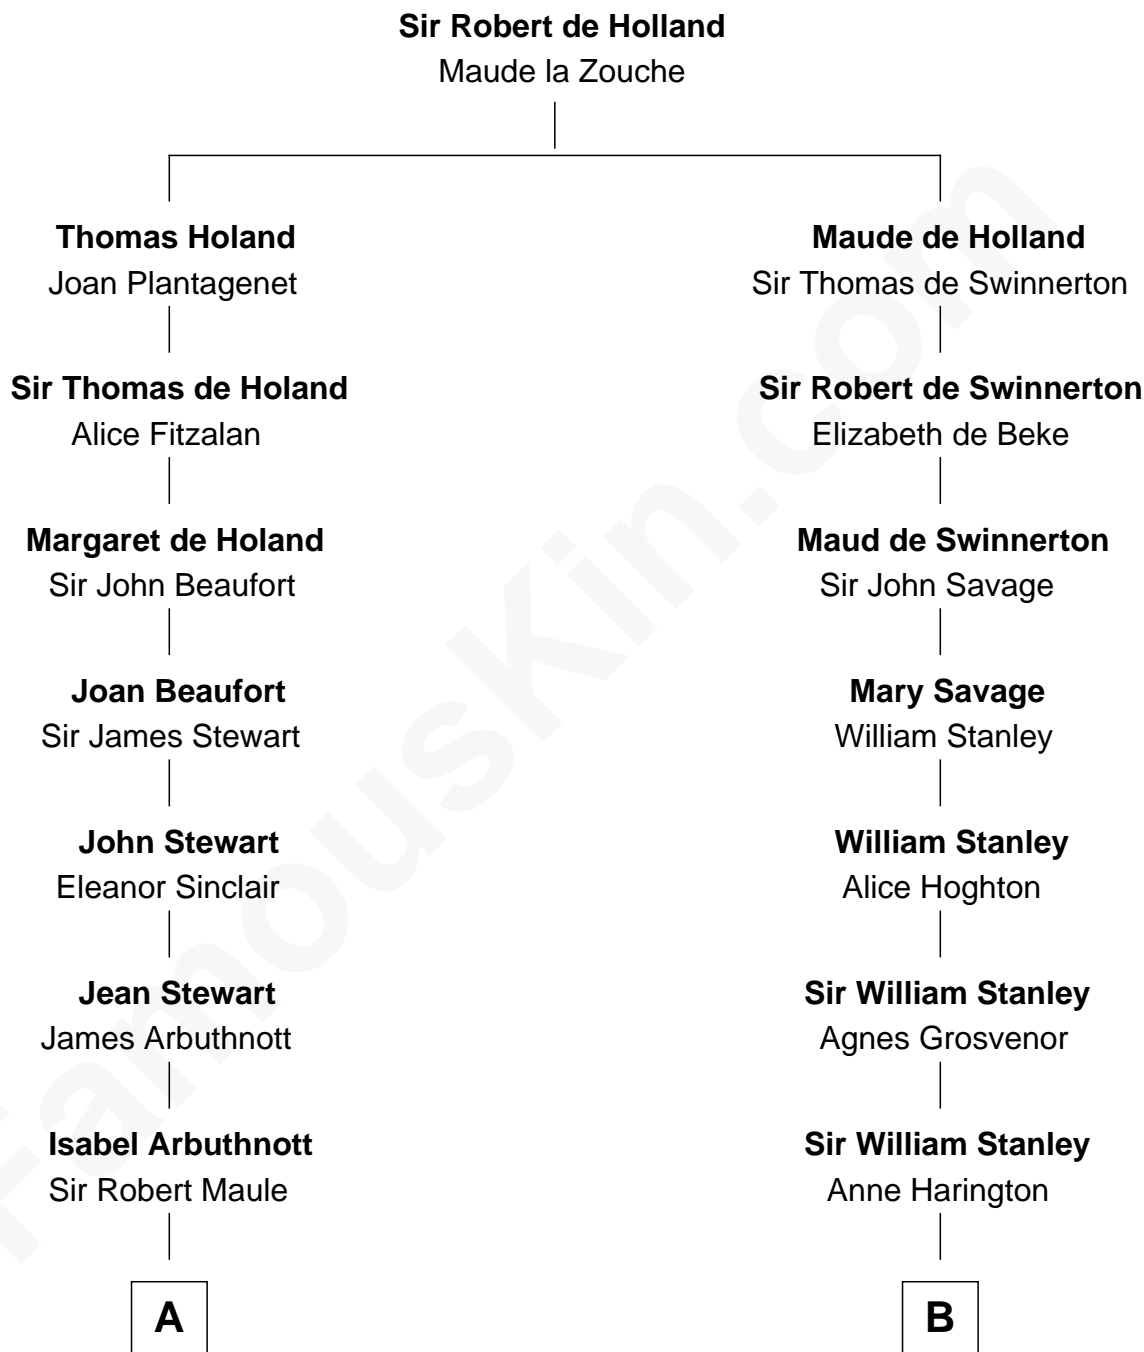 Sir Robert de Holland
Maude la Zouche
Thomas Holand
Joan Plantagenet
Sir Thomas de Holand
Alice Fitzalan
Margaret de Holand
Sir John Beaufort
Joan Beaufort
Sir James Stewart
John Stewart
Eleanor Sinclair
Jean Stewart
James Arbuthnott
Isabel Arbuthnott
Sir Robert Maule
A
Maude de Holland
Sir Thomas de Swinnerton
Sir Robert de Swinnerton
Elizabeth de Beke
Maud de Swinnerton
Sir John Savage
Mary Savage
William Stanley
William Stanley
Alice Hoghton
Sir William Stanley
Agnes Grosvenor
Sir William Stanley
Anne Harington
B
FamousKin.com